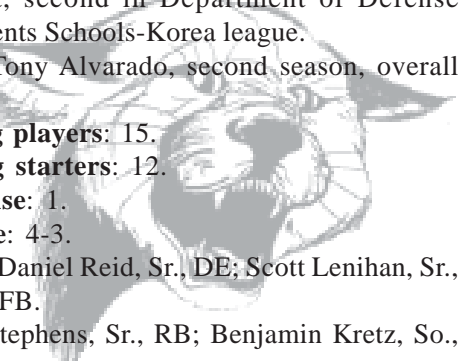 second in Department of Defense
ents Schools-Korea league.
Tony Alvarado, second season, overall
g players: 15.
g starters: 12.
se: 1.
e: 4-3.
Daniel Reid, Sr., DE; Scott Lenihan, Sr.,
FB.
tephens, Sr., RB; Benjamin Kretz, So.,